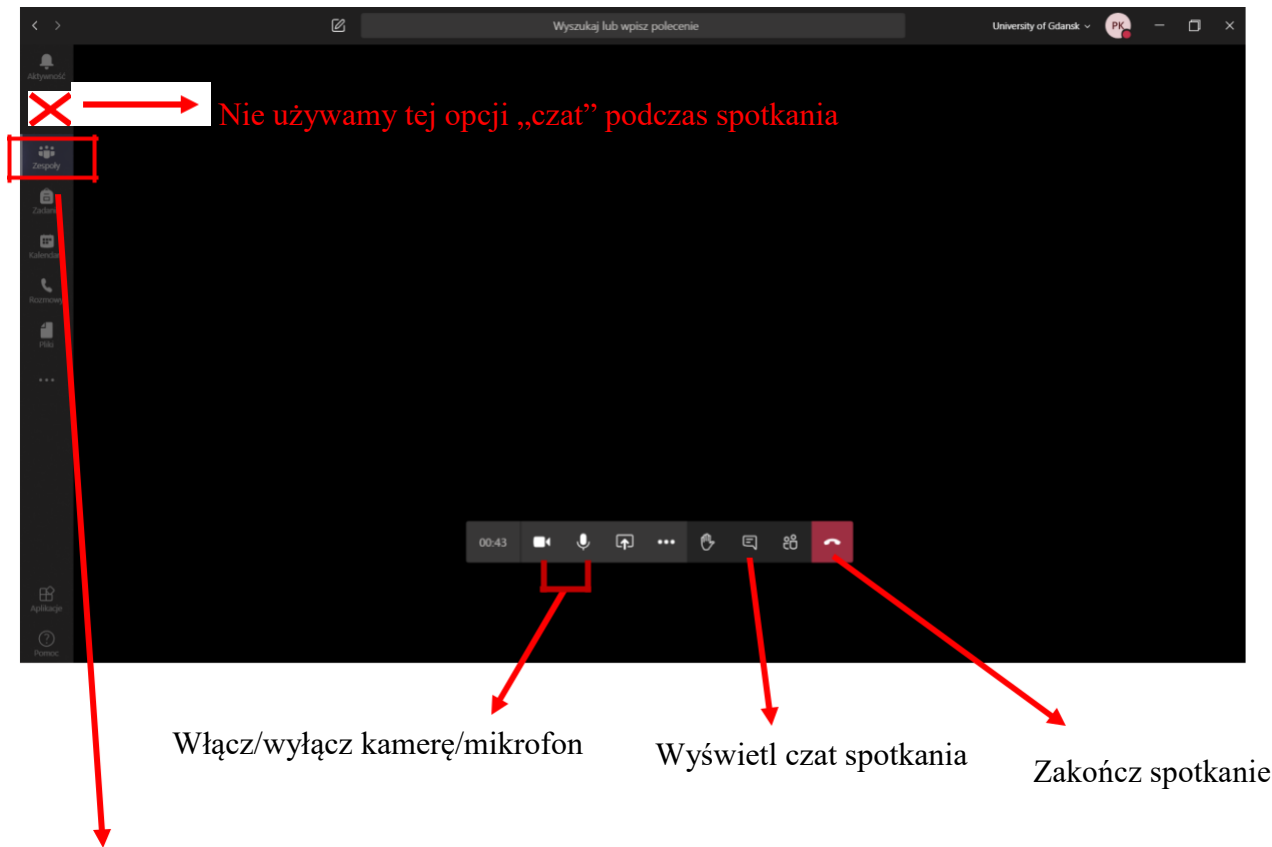 Wyszukaj lub wpisz polecenie
University of Gdansk
PK
Aktywność
Nie używamy tej opcji „czat” podczas spotkania
Zespoły
Rozmowy
Pliki
00:43
Aplikacje
Pomoc
Włącz/wyłącz kamerę/mikrofon
Wyświetl czat spotkania
Zakończ spotkanie